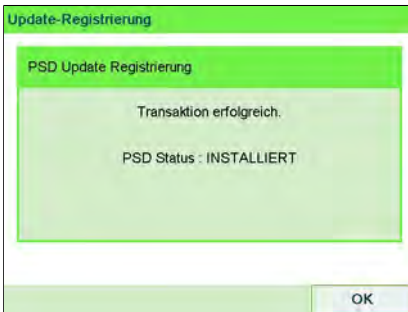 Update-Registrierung
PSD Update Registrierung
Transaktion erfolgreich.
PSD Status : INSTALLIERT
OK